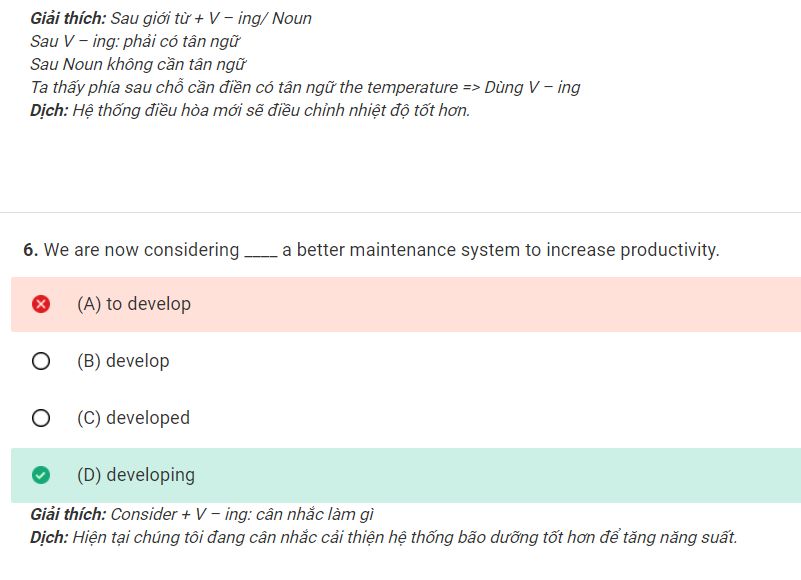 Giải thích: Sau giới từ + V – ing/ Noun
Sau V – ing: phải có tân ngữ
Sau Noun không cần tân ngữ
Ta thấy phía sau chỗ cần điền có tân ngữ the temperature => Dùng V – ing
Dịch: Hệ thống điều hòa mới sẽ điều chỉnh nhiệt độ tốt hơn.
6. We are now considering ____ a better maintenance system to increase productivity.
(A) to develop
(B) develop
(C) developed
(D) developing
Giải thích: Consider + V – ing: cân nhắc làm gì
Dịch: Hiện tại chúng tôi đang cân nhắc cải thiện hệ thống bão dưỡng tốt hơn để tăng năng suất.